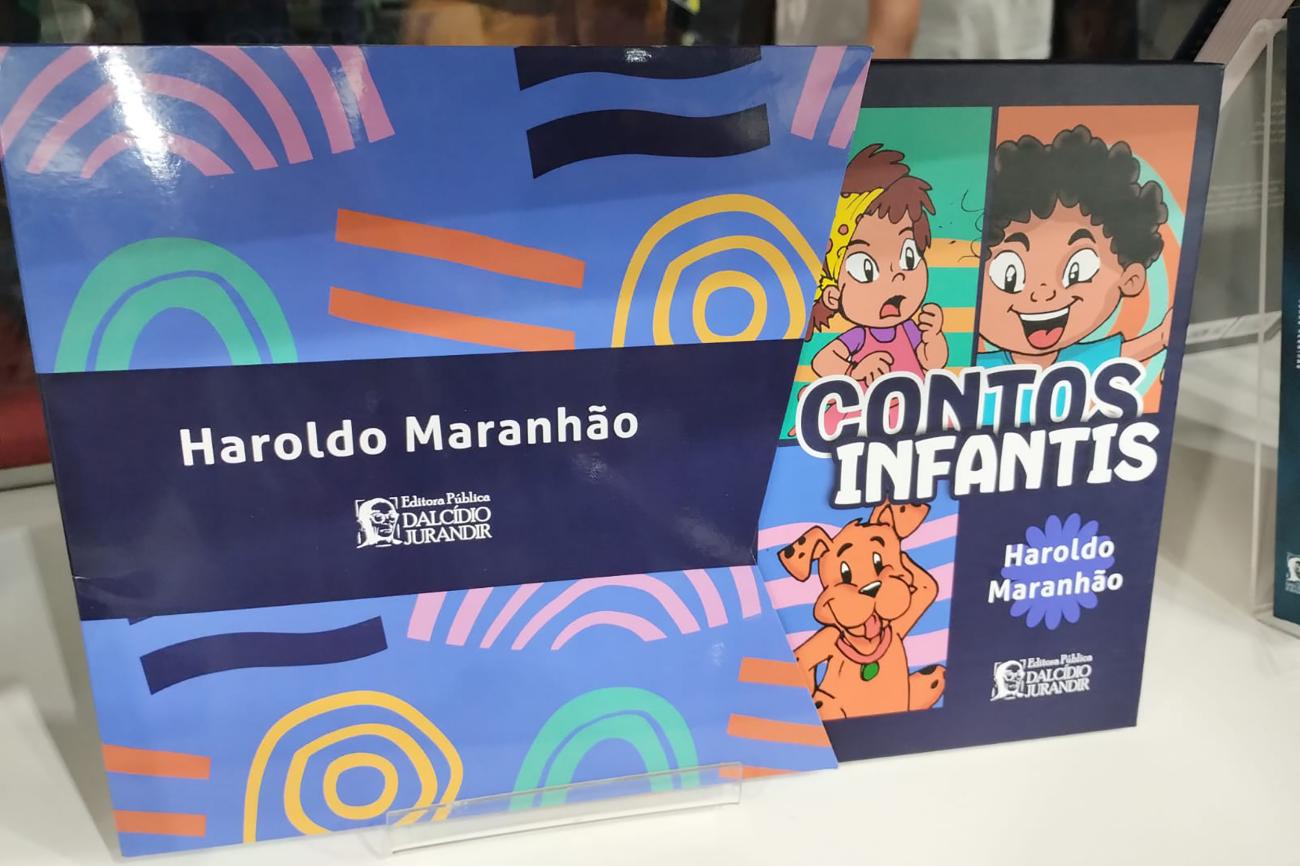 Haroldo Maranhão
Editora Pública
DALCÍDIO
JURANDIR
CONTOS
INFANTIS
Haroldo
Maranhão
Editora Pública
DALCÍDIO
JURANDIR